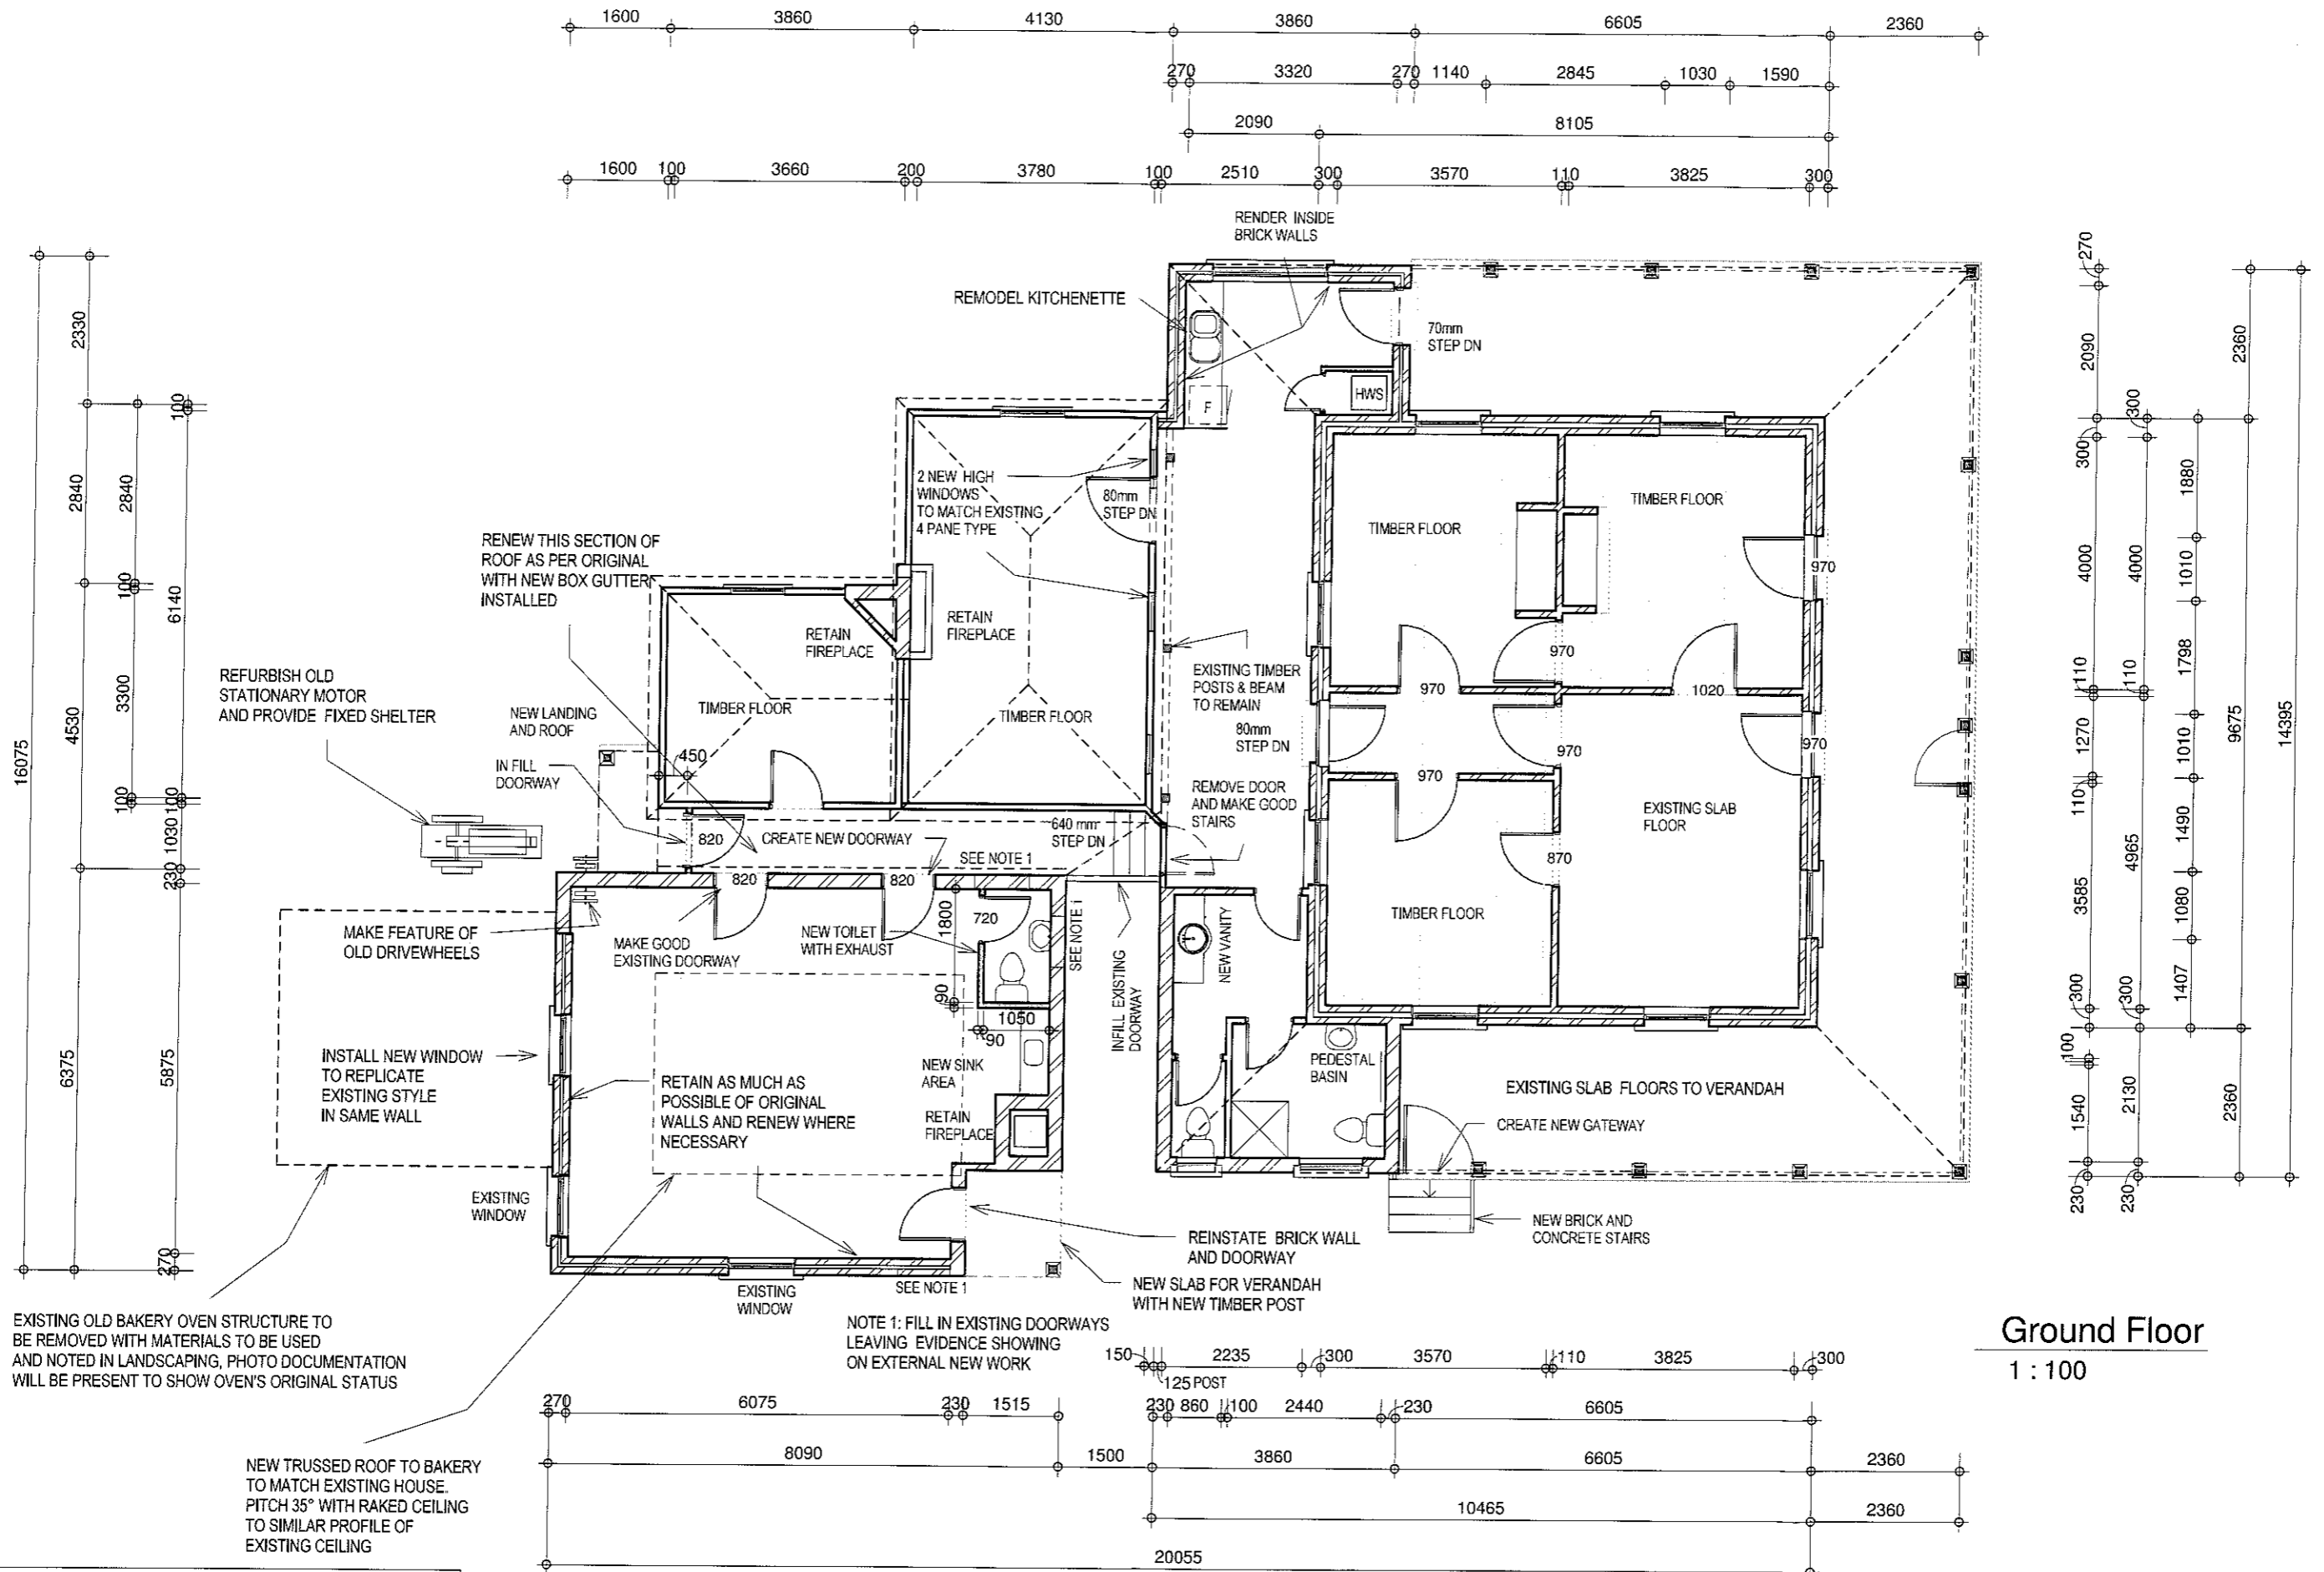 1600 3860 4130 3860 6605 2360
270 3320 270 1140 2845 1030 1590
2090 8105
1600 100 3660 200 3780 100 2510 300 3570 110 3825 300
RENDER INSIDE
BRICK WALLS
REMODEL KITCHENETTE
70mm
STEP DN
HWS
F
2 NEW HIGH
WINDOWS
TO MATCH EXISTING
4 PANE TYPE
80mm
STEP DN
TIMBER FLOOR
TIMBER FLOOR
RENEW THIS SECTION OF
ROOF AS PER ORIGINAL
WITH NEW BOX GUTTER
INSTALLED
RETAIN
FIREPLACE
RETAIN
FIREPLACE
EXISTING TIMBER
POSTS & BEAM
TO REMAIN
970
970
970
1020
REFURBISH OLD
STATIONARY MOTOR
AND PROVIDE FIXED SHELTER
NEW LANDING
AND ROOF
TIMBER FLOOR
TIMBER FLOOR
80mm
STEP DN
970
970
970
450
IN FILL
DOORWAY
REMOVE DOOR
AND MAKE GOOD
STAIRS
EXISTING SLAB
FLOOR
820
CREATE NEW DOORWAY
640 mm
STEP DN
SEE NOTE 1
870
820
820
TIMBER FLOOR
MAKE FEATURE OF
OLD DRIVEWHEELS
MAKE GOOD
EXISTING DOORWAY
NEW TOILET
WITH EXHAUST
1800
720
SEE NOTE 1
NEW VANITY
INFILL EXISTING
DOORWAY
90
1050
90
INSTALL NEW WINDOW
TO REPLICATE
EXISTING STYLE
IN SAME WALL
RETAIN AS MUCH AS
POSSIBLE OF ORIGINAL
WALLS AND RENEW WHERE
NECESSARY
NEW SINK
AREA
RETAIN
FIREPLACE
PEDESTAL
BASIN
EXISTING SLAB FLOORS TO VERANDAH
CREATE NEW GATEWAY
EXISTING
WINDOW
REINSTATE BRICK WALL
AND DOORWAY
NEW BRICK AND
CONCRETE STAIRS
EXISTING
WINDOW
SEE NOTE 1
NEW SLAB FOR VERANDAH
WITH NEW TIMBER POST
EXISTING OLD BAKERY OVEN STRUCTURE TO
BE REMOVED WITH MATERIALS TO BE USED
AND NOTED IN LANDSCAPING, PHOTO DOCUMENTATION
WILL BE PRESENT TO SHOW OVEN'S ORIGINAL STATUS
NOTE 1: FILL IN EXISTING DOORWAYS
LEAVING EVIDENCE SHOWING
ON EXTERNAL NEW WORK
NEW TRUSSED ROOF TO BAKERY
TO MATCH EXISTING HOUSE.
PITCH 35° WITH RAKED CEILING
TO SIMILAR PROFILE OF
EXISTING CEILING
16075
2330 2840 4530 6375
2840 100 3300 100
100 6140 100 1030 230 5875 270
270 2090 300 4000 110 1270 110 3585 300 100 1540 230
300 4000 110 4965 300 2130 230
1880 1010 1798 1010 1490 1080 1407
2360 9675 2360
14395
150 2235 300 3570 110 3825 300
125 POST
270 6075 230 1515 230 860 100 2440 230 6605
8090 1500 3860 6605 2360
10465 2360
20055
Ground Floor
1 : 100